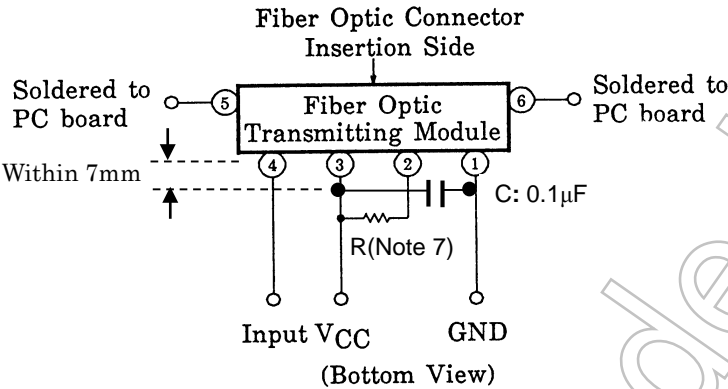 Fiber Optic Connector
Insertion Side
Soldered to
PC board
5
Fiber Optic
Transmitting Module
6
Soldered to
PC board
4
3
2
1
Within 7mm
C: 0.1μF
R(Note 7)
Input VCC
GND
(Bottom View)